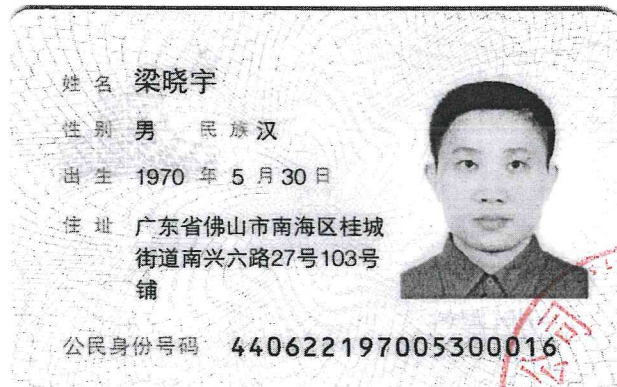 姓名 梁晓宇
性别 男 民族 汉
出生 1970 年 5 月 30 日
住址 广东省佛山市南海区桂城
街道南兴六路27号103号
铺
公民身份号码 440622197005300016
公司